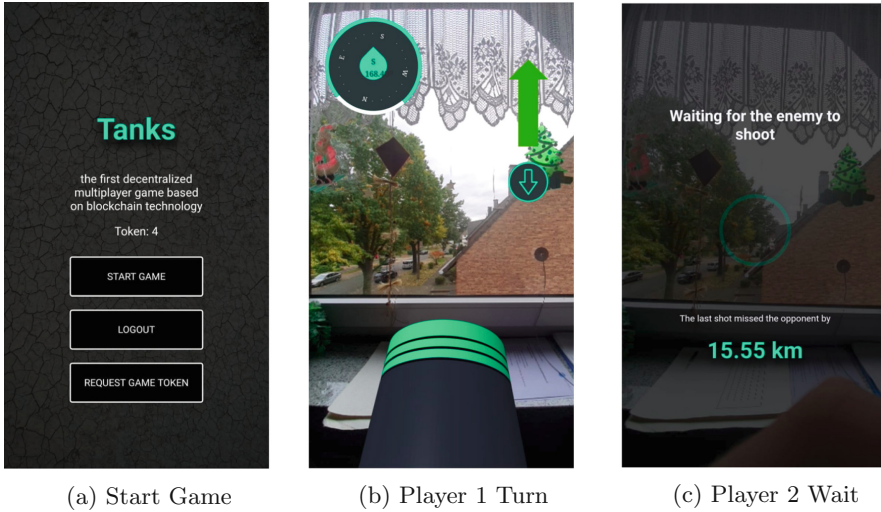 Tanks
the first decentralized
multiplayer game based
on blockchain technology
Token: 4
START GAME
LOGOUT
REQUEST GAME TOKEN
(a) Start Game
S
E
W
N
S
168.4
(b) Player 1 Turn
Waiting for the enemy to
shoot
The last shot missed the opponent by
15.55 km
(c) Player 2 Wait